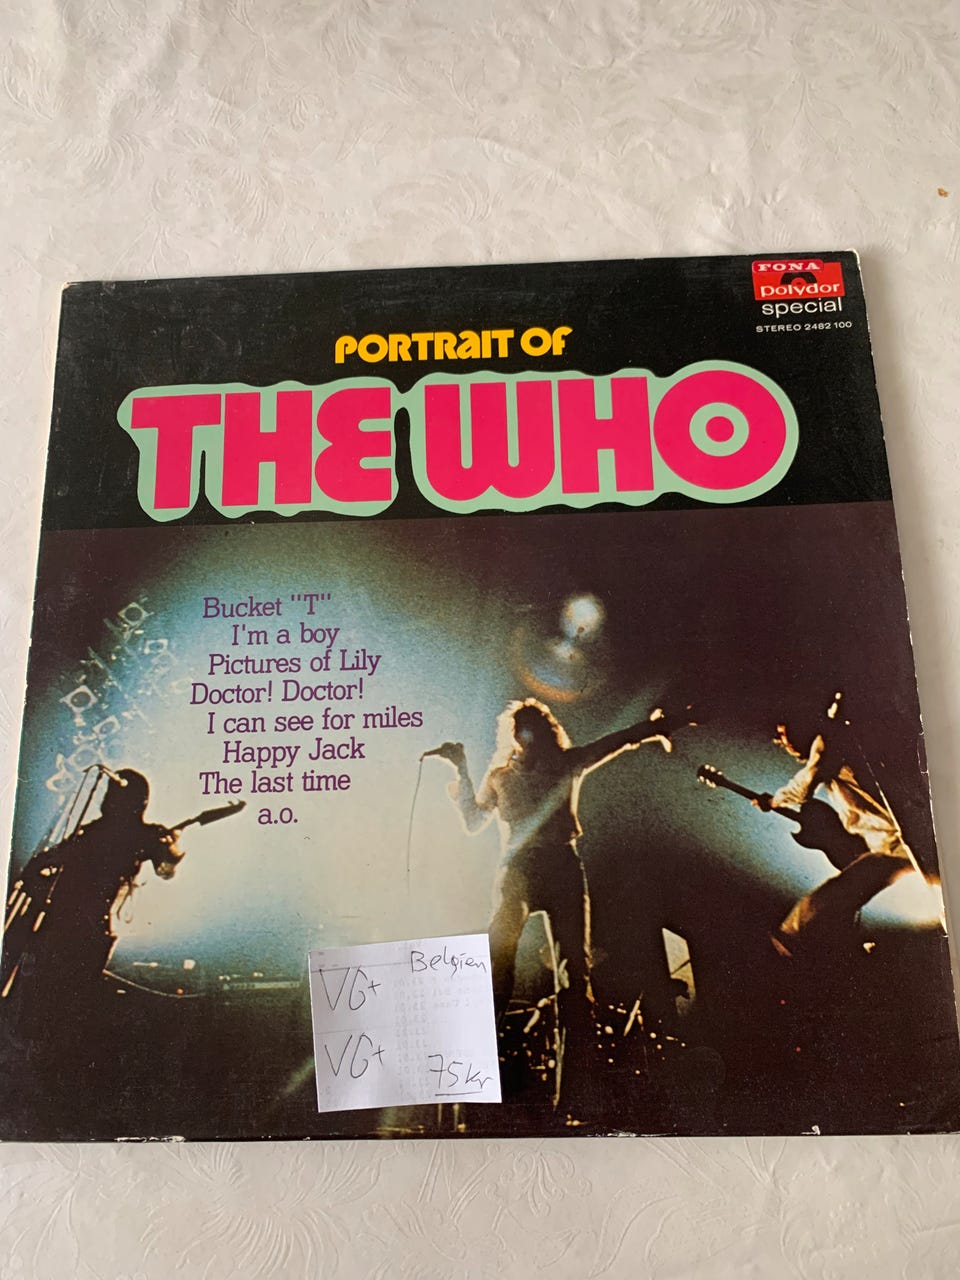 FONA
polydor
special
STEREO 2482 100
PORTRAIT OF
THE WHO
Bucket "T"
I'm a boy
Pictures of Lily
Doctor! Doctor!
I can see for miles
Happy Jack
The last time
a.o.
Belgien
VG+
VG+
75kr